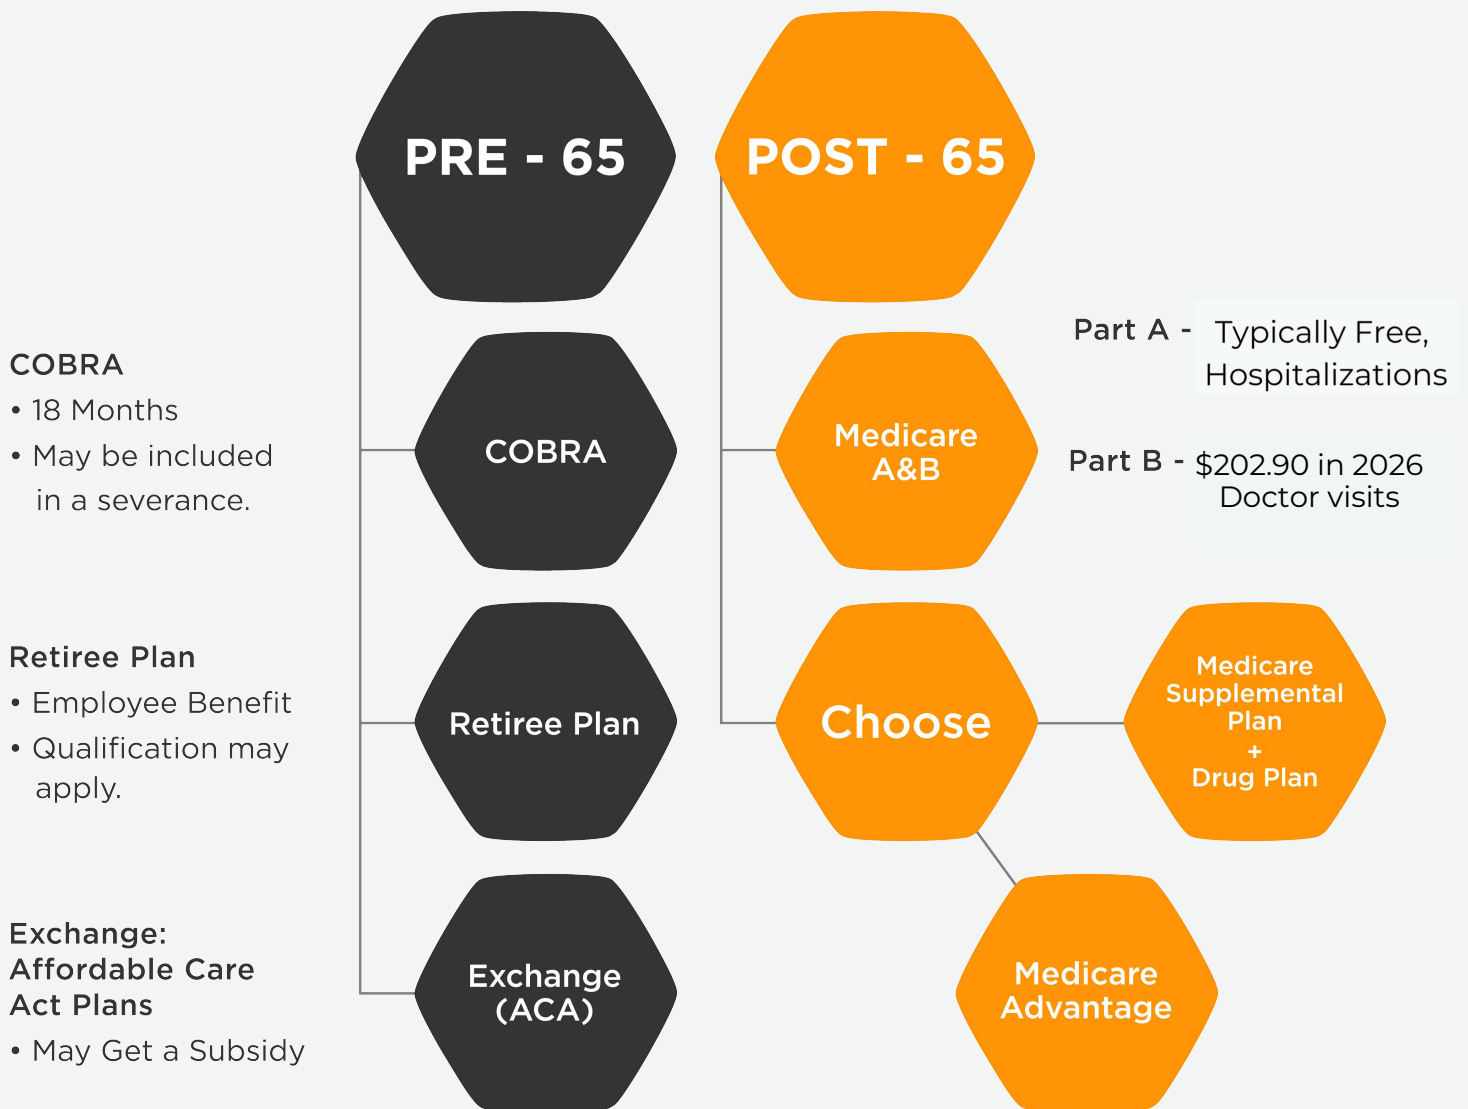 PRE - 65
COBRA
• 18 Months
• May be included
in a severance.
COBRA
Retiree Plan
• Employee Benefit
• Qualification may
apply.
Retiree Plan
Exchange:
Affordable Care
Act Plans
• May Get a Subsidy
Exchange
(ACA)
POST - 65
Medicare
A&B
Part A - Typically Free,
Hospitalizations
Part B - $202.90 in 2026
Doctor visits
Choose
Medicare
Supplemental
Plan
+
Drug Plan
Medicare
Advantage